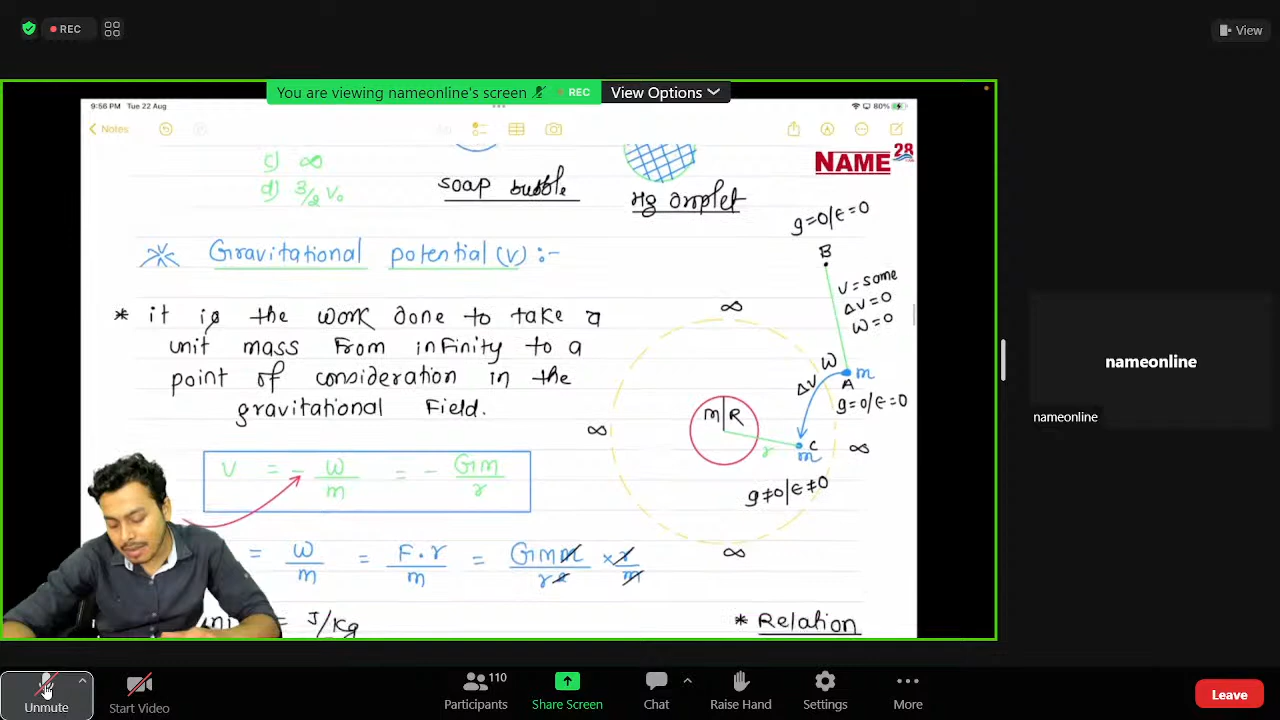 REC
View
You are viewing nameonline's screen
REC
View Options
9:56 PM Tue 22 Aug
80%
Notes
NAME 28
c) ∞
d) 3/2 V₀
soap bubble
Hg droplet
g=0/E=0
B
Gravitational potential (V) :-
V=some
ΔV=0
W=0
∞
* it is the work done to take a
unit mass From infinity to a
point of consideration in the
gravitational Field.
W
ΔV
A
m
g=0/E=0
M|R
∞
r
C
m
∞
g≠0/E≠0
V = - W/m = - GM/r
∞
= W/m = F.r/m = GMm/r² × r/m
J/Kg
* Relation
nameonline
nameonline
Unmute
Start Video
Participants
110
Share Screen
Chat
Raise Hand
Settings
More
Leave